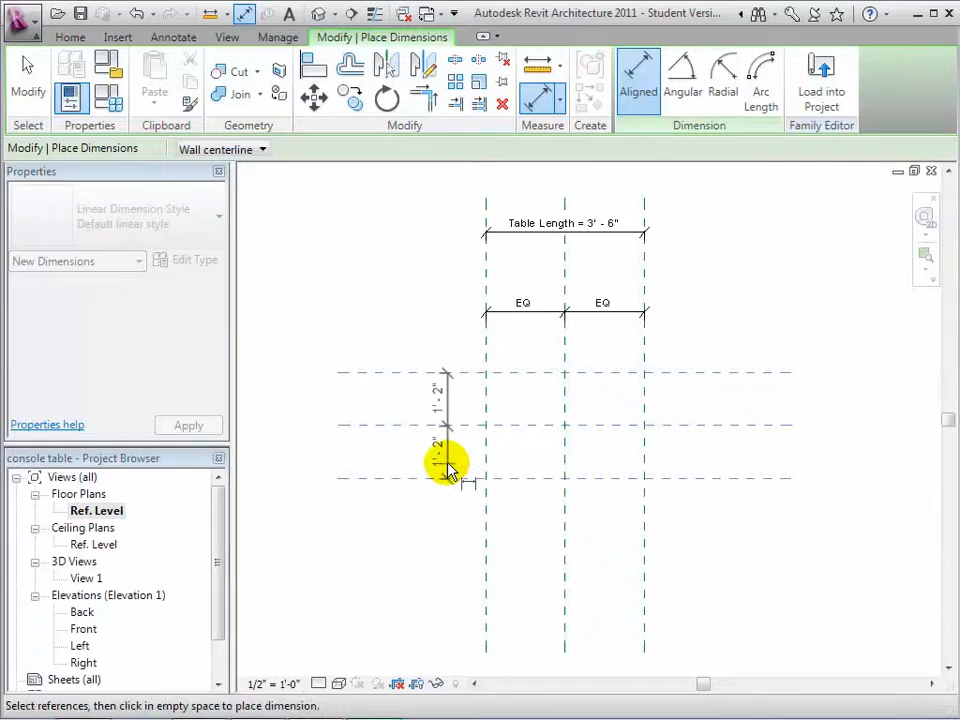 Autodesk Revit Architecture 2011 - Student Versi...
Home
Insert
Annotate
View
Manage
Modify | Place Dimensions
Modify
Paste
Cut
Join
Aligned
Angular
Radial
Arc
Length
Load into
Project
Select
Properties
Clipboard
Geometry
Modify
Measure
Create
Dimension
Family Editor
Modify | Place Dimensions
Wall centerline
Properties
Linear Dimension Style
Default linear style
New Dimensions
Edit Type
Properties help
Apply
console table - Project Browser
Views (all)
Floor Plans
Ref. Level
Ceiling Plans
Ref. Level
3D Views
View 1
Elevations (Elevation 1)
Back
Front
Left
Right
Sheets (all)
Table Length = 3' - 6"
EQ
EQ
1' - 2"
1' - 2"
2D
1/2" = 1'-0"
Select references, then click in empty space to place dimension.